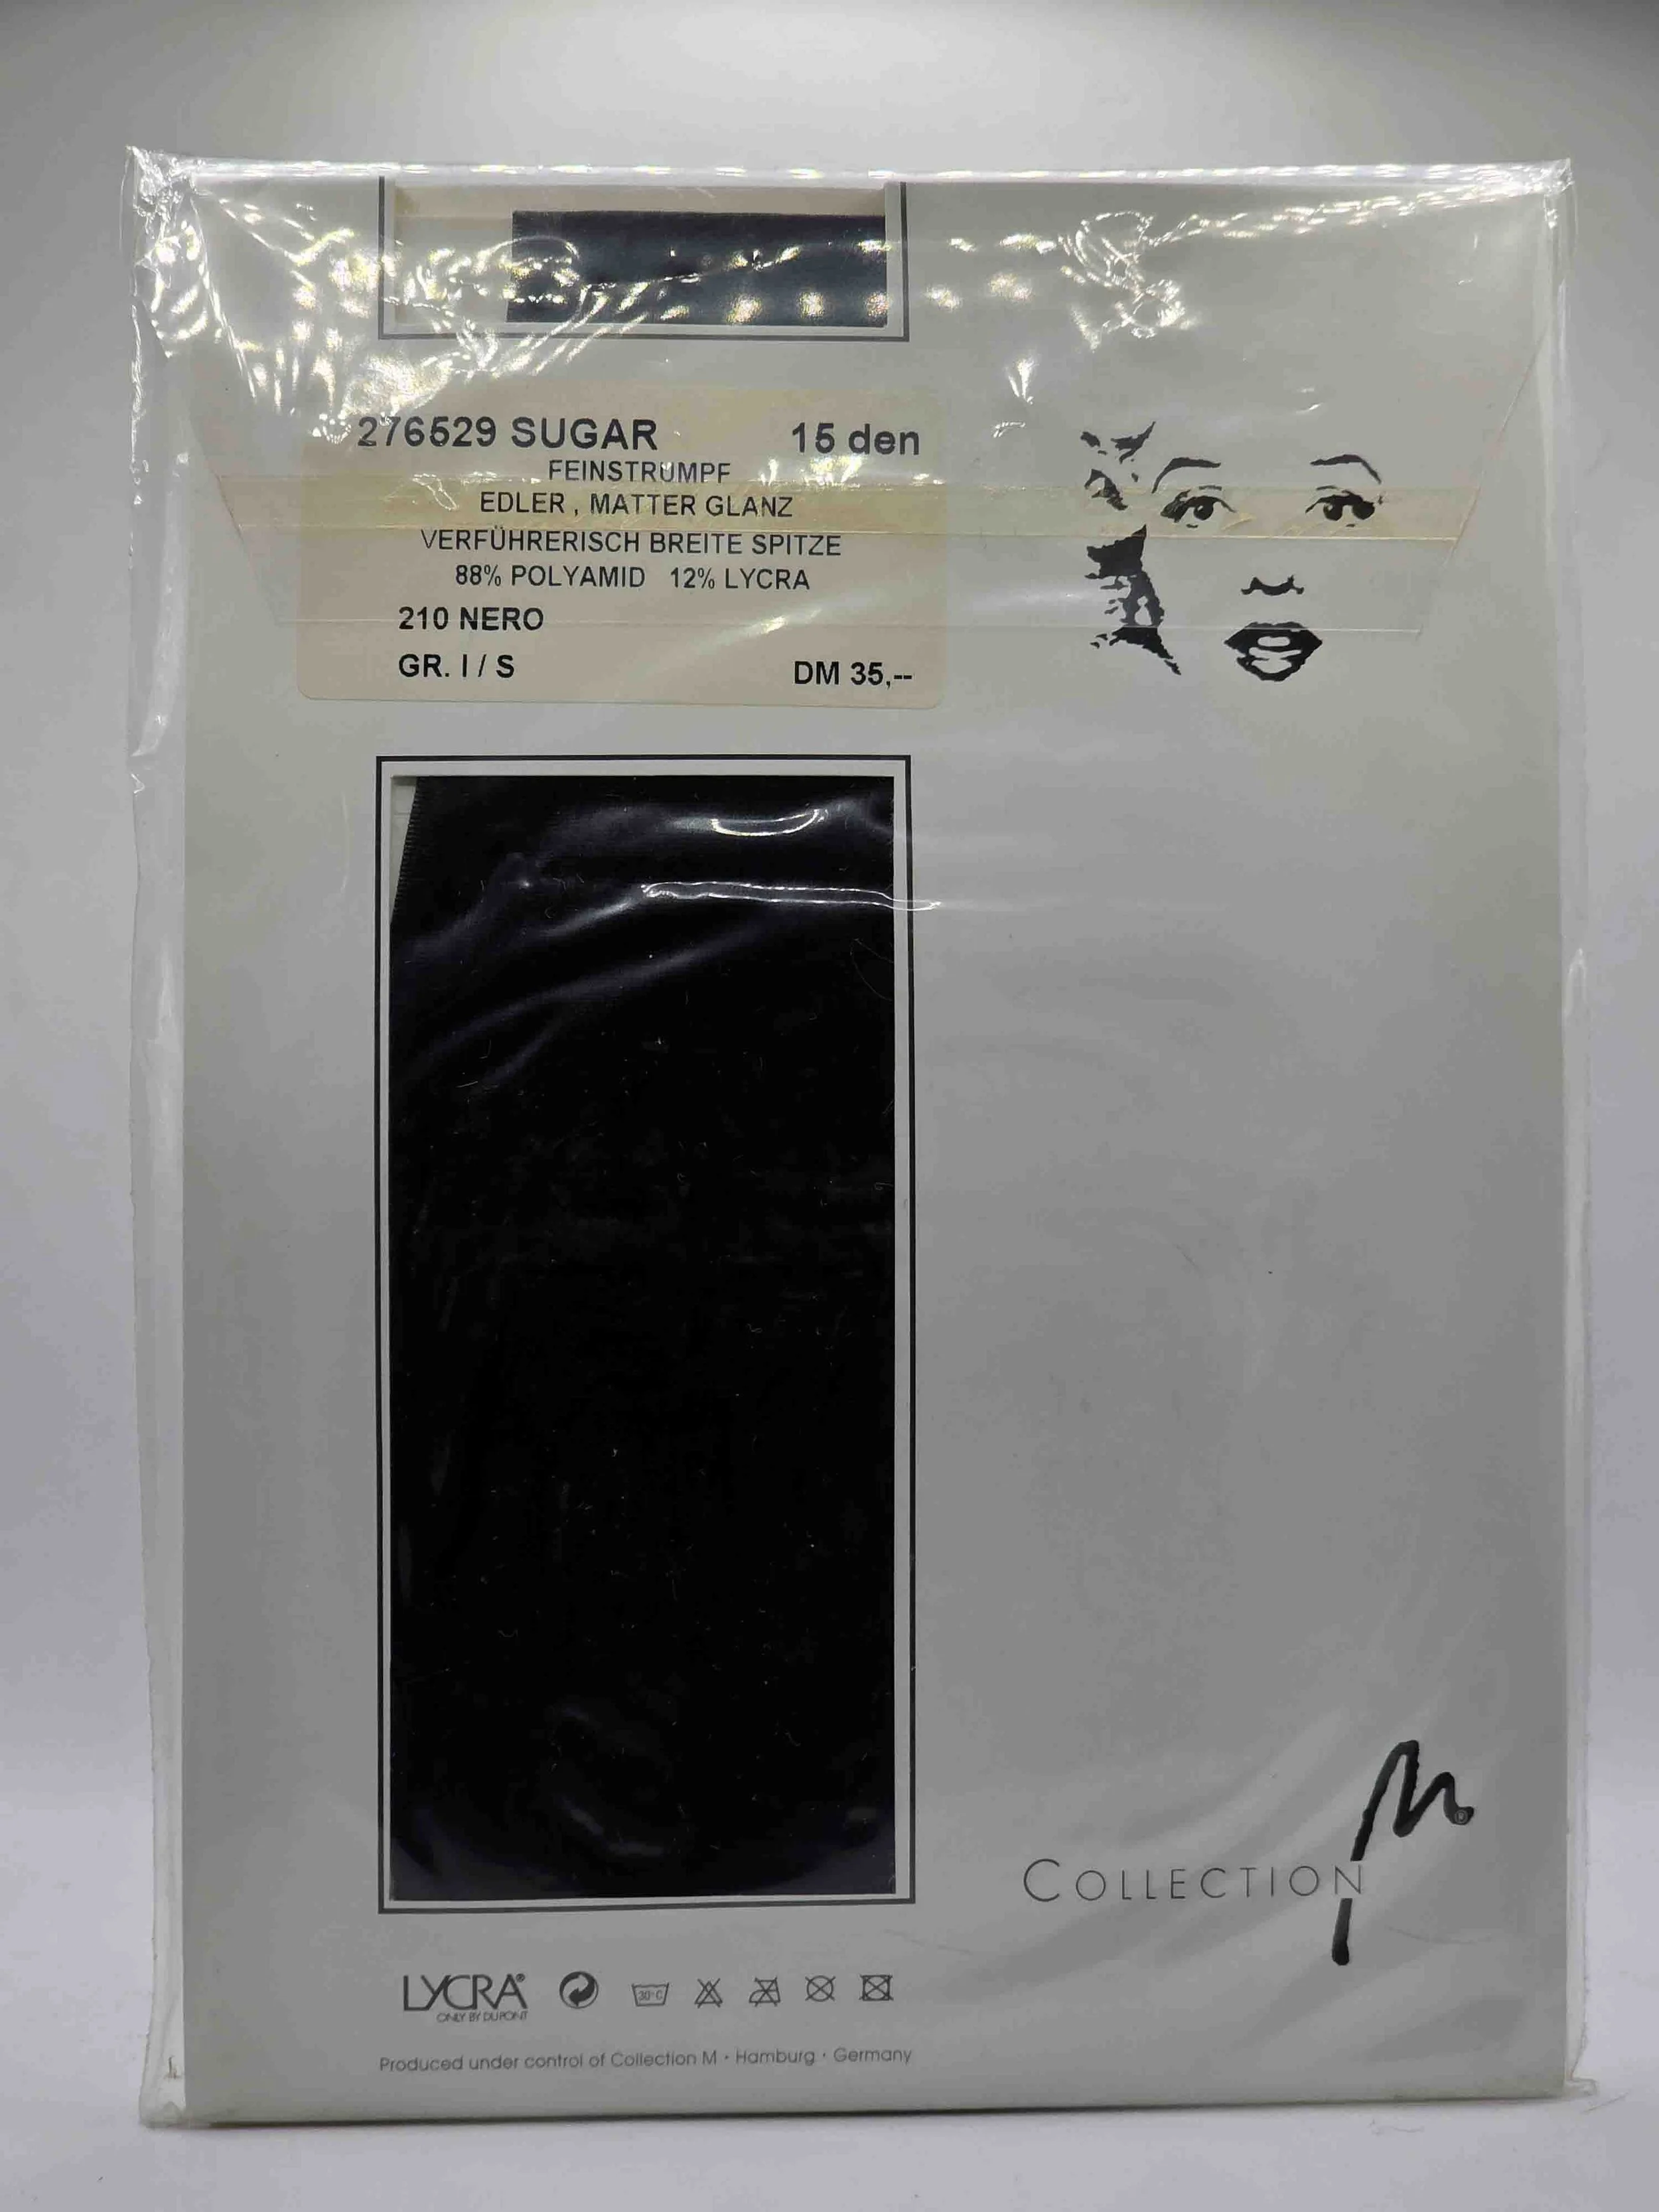 276529 SUGAR 15 den
FEINSTRUMPF
EDLER , MATTER GLANZ
VERFÜHRERISCH BREITE SPITZE
88% POLYAMID 12% LYCRA
210 NERO
GR. I / S DM 35,--
M®
COLLECTION
LYCRA®
ONLY BY DUPONT
30°C
Produced under control of Collection M • Hamburg • Germany